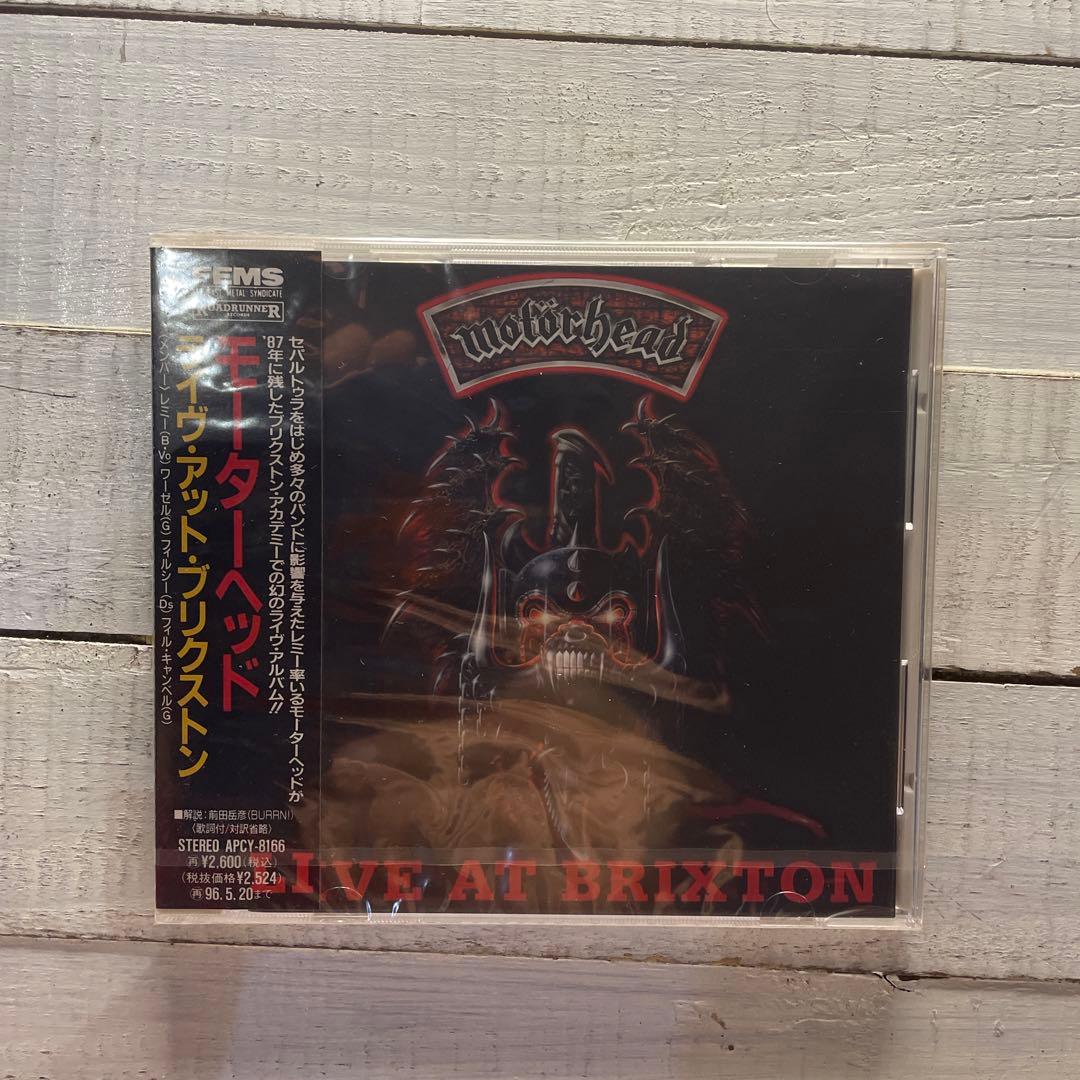 FEMS
METAL SYNDICATE
ROADRUNNER
RECORDS
セパルトゥラをはじめ多々のバンドに影響を与えたレミー率いるモーターヘッドが
'87年に残したブリクストン・アカデミーでの幻のライヴ・アルバム!!
モーターヘッド
ライヴ・アット・ブリクストン
(メンバー) レミー(B・Vo) ワーゼル(G) フィルシー(Ds) フィル・キャンベル(G)
■解説:前田岳彦(BURRN!)
(歌詞付/対訳省略)
STEREO APCY-8166
再¥2,600(税込)
(税抜価格¥2,524)
再96.5.20まで
motörhead
LIVE AT BRIXTON